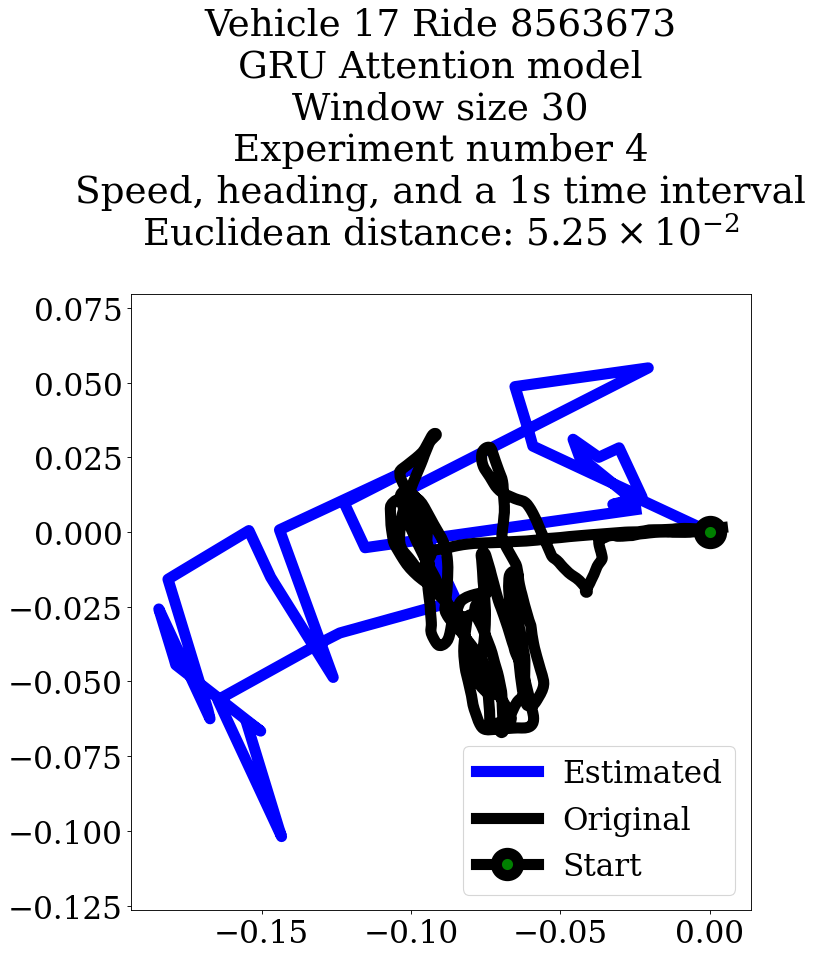 Vehicle 17 Ride 8563673
GRU Attention model
Window size 30
Experiment number 4
Speed, heading, and a 1s time interval
Euclidean distance: 5.25 × 10⁻²
0.075
0.050
0.025
0.000
−0.025
−0.050
−0.075
−0.100
−0.125
Estimated
Original
Start
−0.15
−0.10
−0.05
0.00